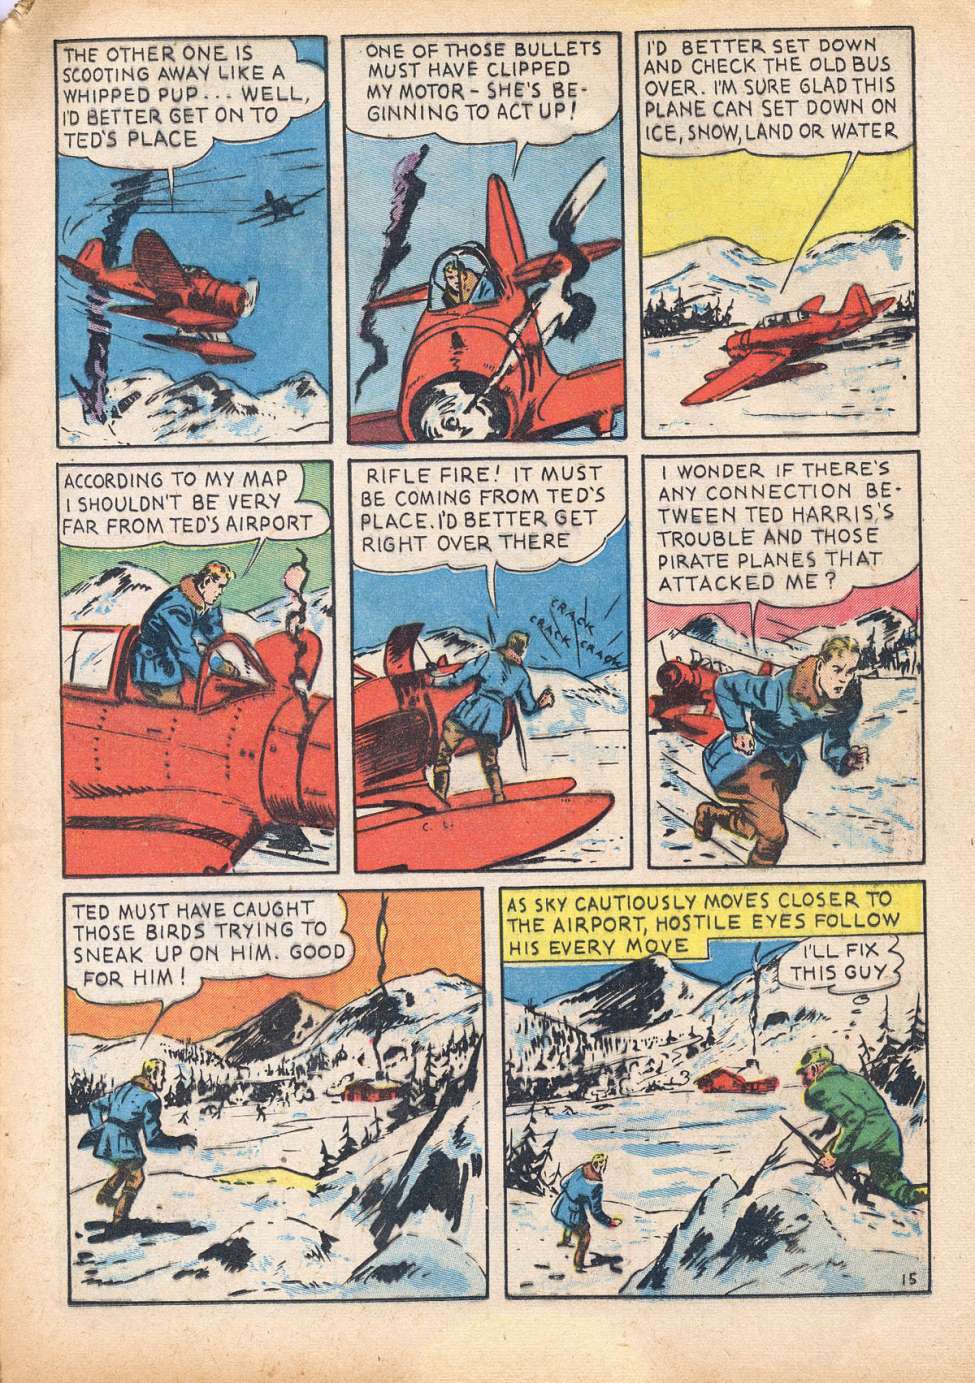 THE OTHER ONE IS
SCOOTING AWAY LIKE A
WHIPPED PUP... WELL,
I'D BETTER GET ON TO
TED'S PLACE
ONE OF THOSE BULLETS
MUST HAVE CLIPPED
MY MOTOR - SHE'S BE-
GINNING TO ACT UP!
I'D BETTER SET DOWN
AND CHECK THE OLD BUS
OVER. I'M SURE GLAD THIS
PLANE CAN SET DOWN ON
ICE, SNOW, LAND OR WATER
ACCORDING TO MY MAP
I SHOULDN'T BE VERY
FAR FROM TED'S AIRPORT
RIFLE FIRE! IT MUST
BE COMING FROM TED'S
PLACE. I'D BETTER GET
RIGHT OVER THERE
CRACK
CRACK CRACK
I WONDER IF THERE'S
ANY CONNECTION BE-
TWEEN TED HARRIS'S
TROUBLE AND THOSE
PIRATE PLANES THAT
ATTACKED ME?
TED MUST HAVE CAUGHT
THOSE BIRDS TRYING TO
SNEAK UP ON HIM. GOOD
FOR HIM!
AS SKY CAUTIOUSLY MOVES CLOSER TO
THE AIRPORT, HOSTILE EYES FOLLOW
HIS EVERY MOVE
I'LL FIX
THIS GUY
15